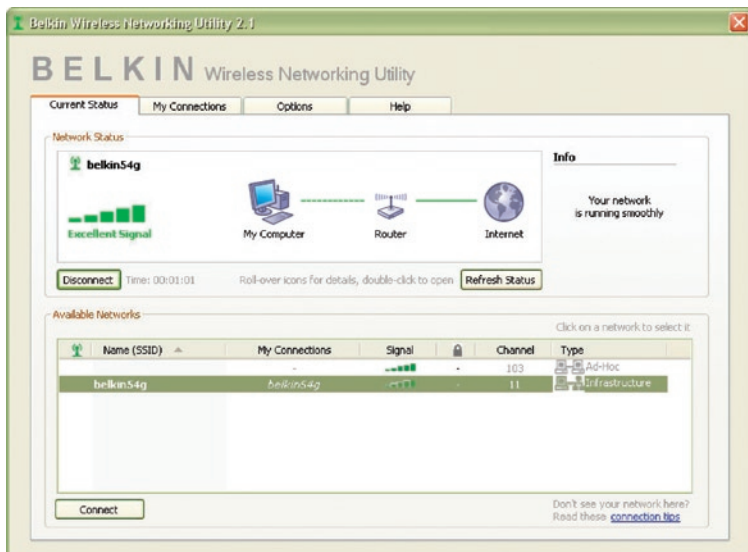 Belkin Wireless Networking Utility 2.1
BELKIN Wireless Networking Utility
Current Status My Connections Options Help
Network Status
belkin54g
Excellent Signal
My Computer Router Internet
Info
Your network
is running smoothly
Disconnect Time: 00:01:01 Roll-over icons for details, double-click to open Refresh Status
Available Networks
Click on a network to select it
Name (SSID) My Connections Signal Channel Type
- - 103 Ad-Hoc
belkin54g belkin54g - 11 Infrastructure
Connect
Don't see your network here?
Read these connection tips